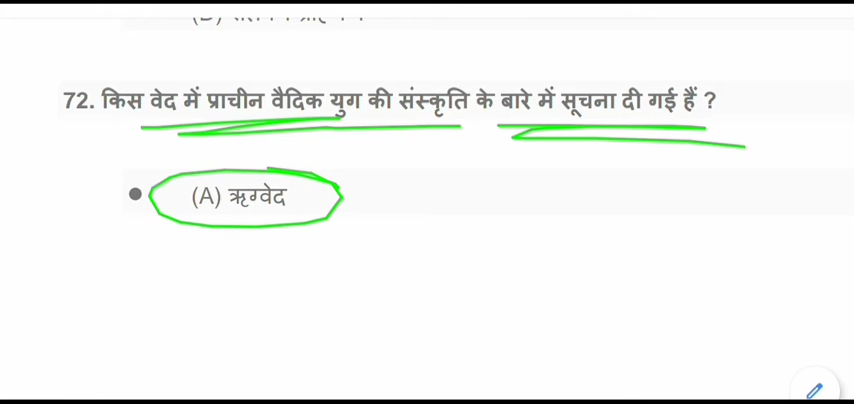 72. किस वेद में प्राचीन वैदिक युग की संस्कृति के बारे में सूचना दी गई हैं ?
(A) ऋग्वेद